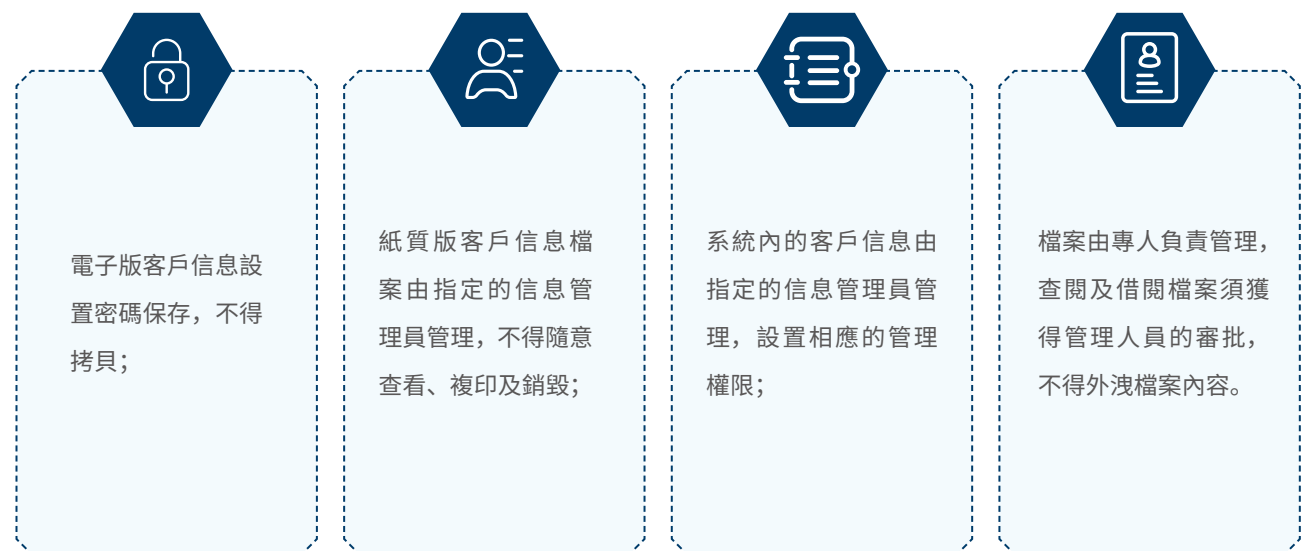 電子版客戶信息設
置密碼保存，不得
拷貝；
紙質版客戶信息檔
案由指定的信息管
理員管理，不得隨意
查看、複印及銷毀；
系統內的客戶信息由
指定的信息管理員管
理，設置相應的管理
權限；
檔案由專人負責管理，
查閱及借閱檔案須獲
得管理人員的審批，
不得外洩檔案內容。